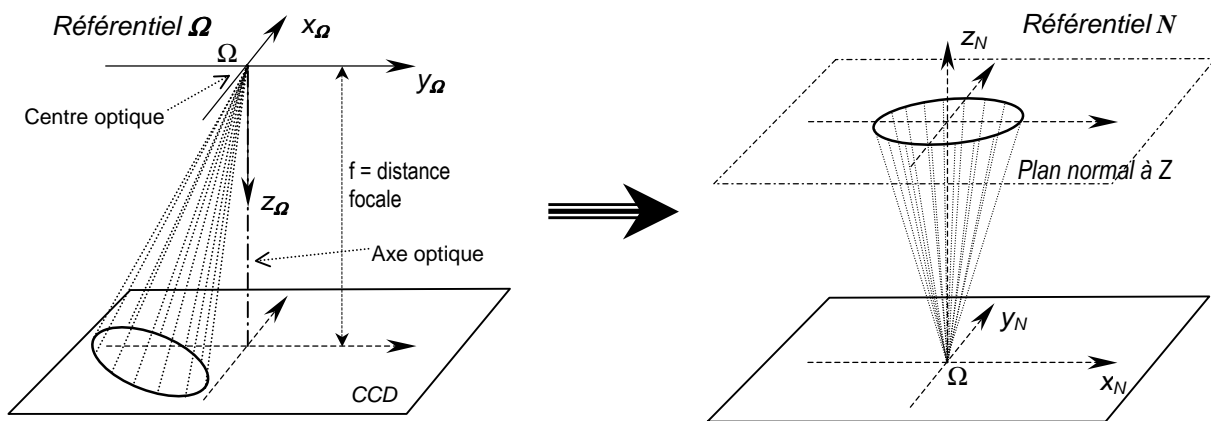 Référentiel Ω
xΩ
Ω
yΩ
Centre optique
f = distance
focale
zΩ
Axe optique
CCD
Référentiel N
zN
Plan normal à Z
yN
Ω
xN